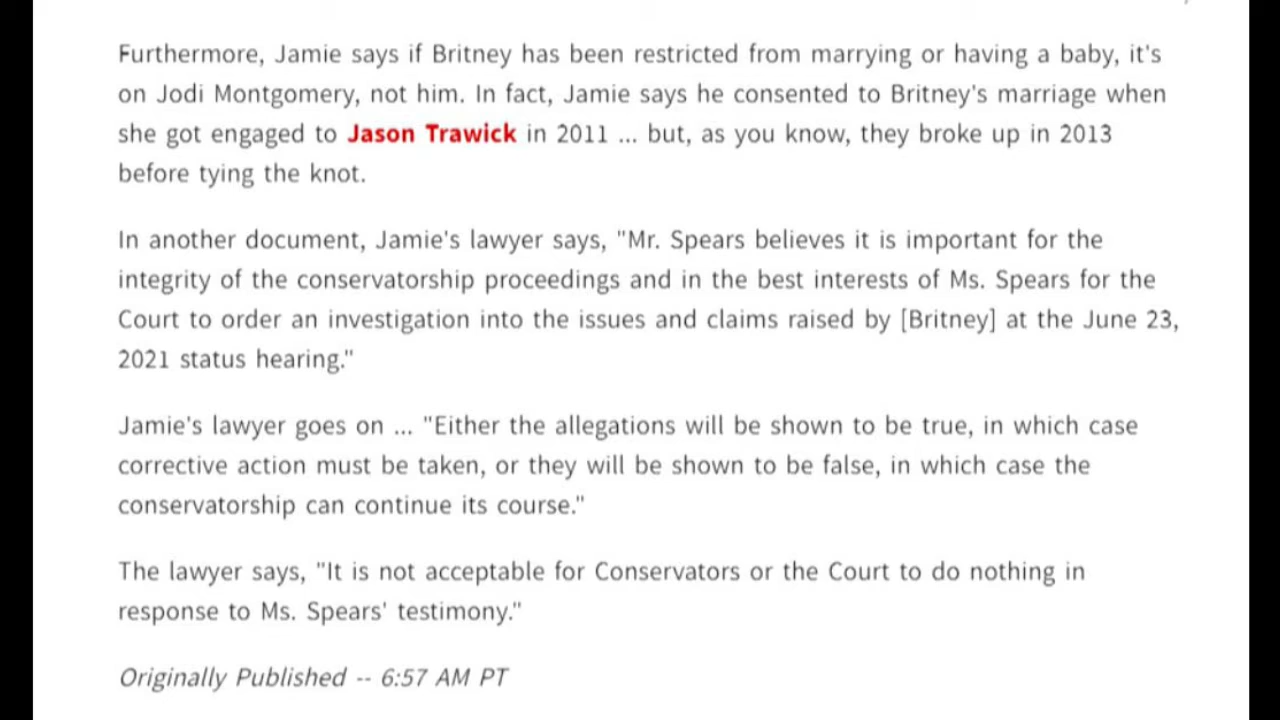 Furthermore, Jamie says if Britney has been restricted from marrying or having a baby, it's
on Jodi Montgomery, not him. In fact, Jamie says he consented to Britney's marriage when
she got engaged to Jason Trawick in 2011 ... but, as you know, they broke up in 2013
before tying the knot.
In another document, Jamie's lawyer says, "Mr. Spears believes it is important for the
integrity of the conservatorship proceedings and in the best interests of Ms. Spears for the
Court to order an investigation into the issues and claims raised by [Britney] at the June 23,
2021 status hearing."
Jamie's lawyer goes on ... "Either the allegations will be shown to be true, in which case
corrective action must be taken, or they will be shown to be false, in which case the
conservatorship can continue its course."
The lawyer says, "It is not acceptable for Conservators or the Court to do nothing in
response to Ms. Spears' testimony."
Originally Published -- 6:57 AM PT